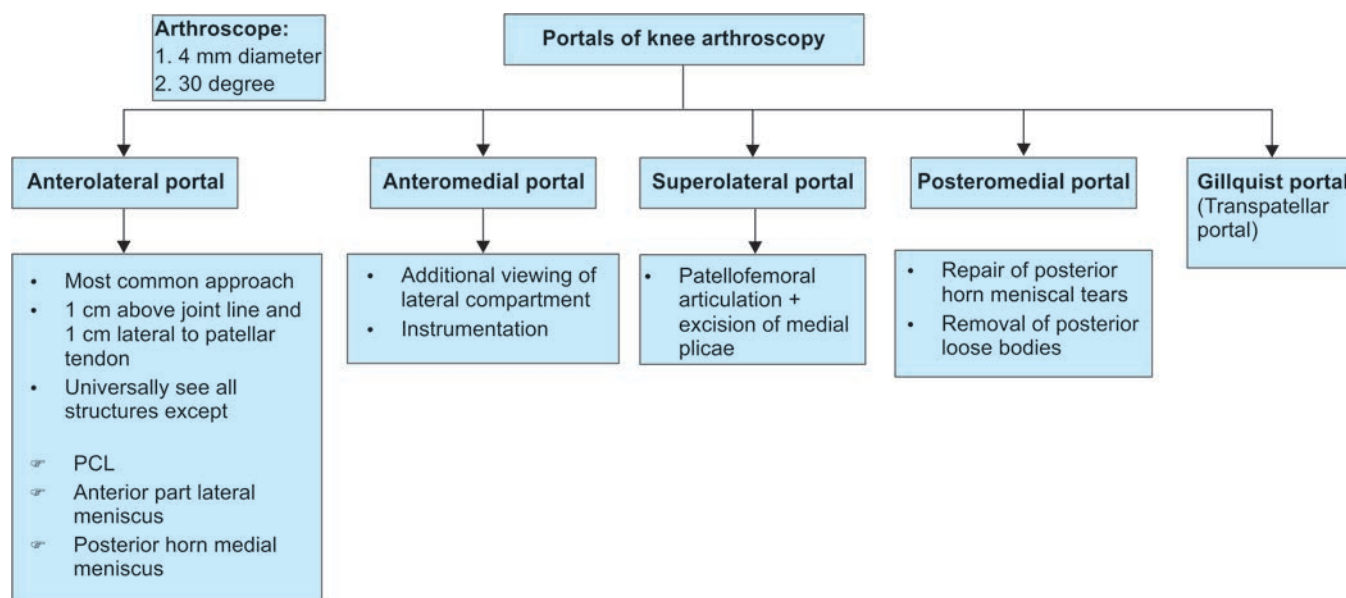 Arthroscope:
1. 4 mm diameter
2. 30 degree
Portals of knee arthroscopy
Anterolateral portal
Anteromedial portal
Superolateral portal
Posteromedial portal
Gillquist portal
(Transpatellar
portal)
• Most common approach
• 1 cm above joint line and
1 cm lateral to patellar
tendon
• Universally see all
structures except
☞ PCL
☞ Anterior part lateral
meniscus
☞ Posterior horn medial
meniscus
• Additional viewing of
lateral compartment
• Instrumentation
• Patellofemoral
articulation +
excision of medial
plicae
• Repair of posterior
horn meniscal tears
• Removal of posterior
loose bodies